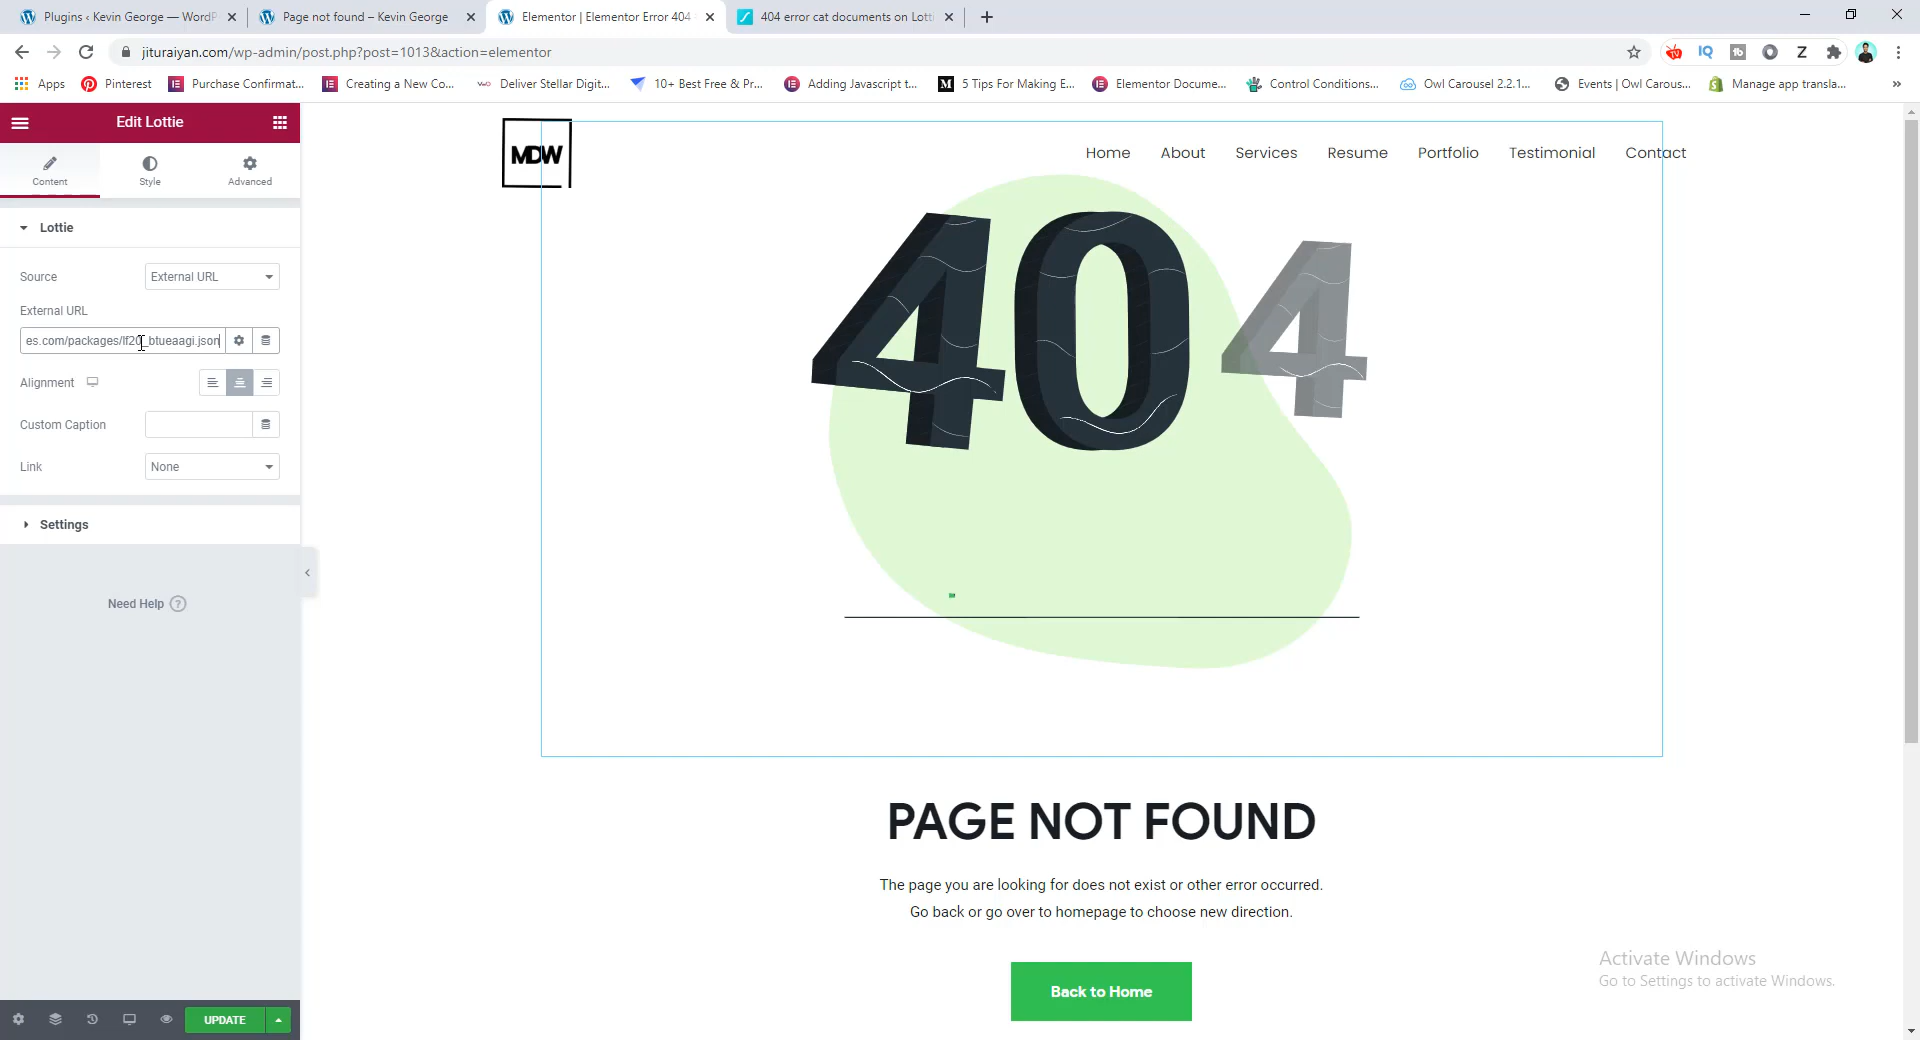 Plugins ‹ Kevin George — WordP
Page not found – Kevin George
Elementor | Elementor Error 404
404 error cat documents on Lott
jituraiyan.com/wp-admin/post.php?post=1013&action=elementor
Apps
Pinterest
Purchase Confirmat...
Creating a New Co...
Deliver Stellar Digit...
10+ Best Free & Pr...
Adding Javascript t...
5 Tips For Making E...
Elementor Docume...
Control Conditions...
Owl Carousel 2.2.1...
Events | Owl Carous...
Manage app transla...
Edit Lottie
Content
Style
Advanced
Lottie
Source
External URL
External URL
es.com/packages/lf20_btueaagi.json
Alignment
Custom Caption
Link
None
Settings
Need Help
UPDATE
MDW
Home
About
Services
Resume
Portfolio
Testimonial
Contact
404
PAGE NOT FOUND
The page you are looking for does not exist or other error occurred.
Go back or go over to homepage to choose new direction.
Back to Home
Activate Windows
Go to Settings to activate Windows.